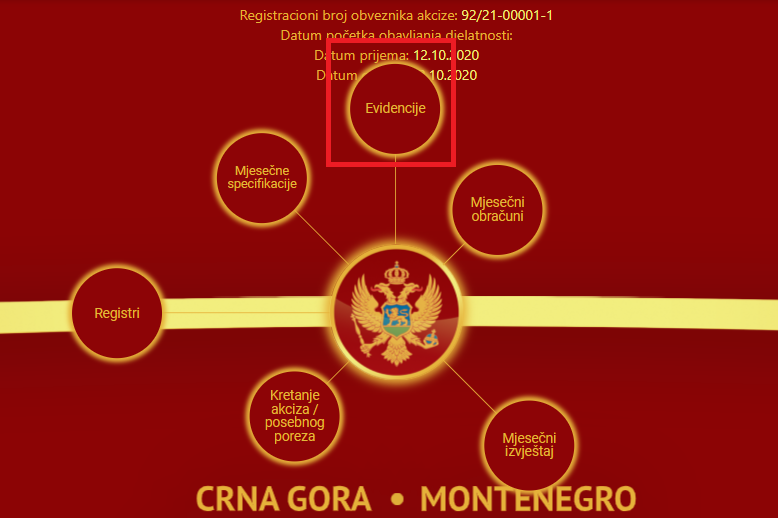 Registracioni broj obveznika akcize: 92/21-00001-1
Datum početka obavljanja djelatnosti:
Datum prijema: 12.10.2020
Datum 10.2020
Evidencije
Mjesečne
specifikacije
Mjesečni
obračuni
Registri
Kretanje
akciza /
posebnog
poreza
Mjesečni
izvještaj
CRNA GORA • MONTENEGRO